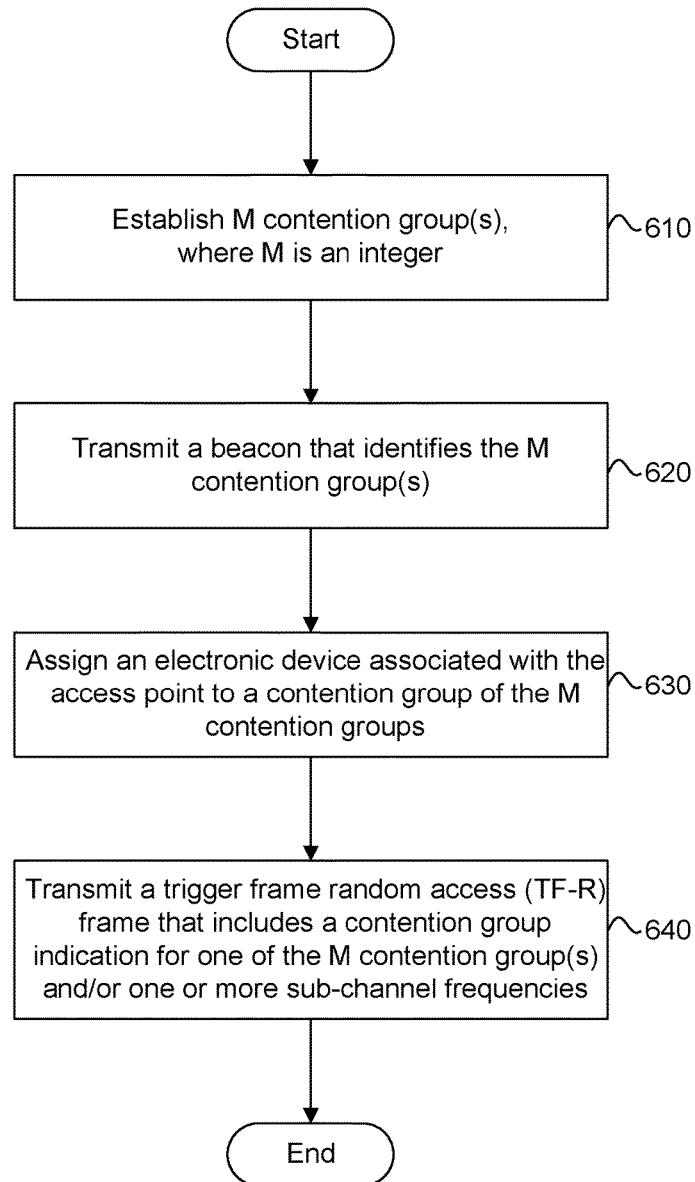 Start
Establish M contention group(s),
where M is an integer
610
Transmit a beacon that identifies the M
contention group(s)
620
Assign an electronic device associated with the
access point to a contention group of the M
contention groups
630
Transmit a trigger frame random access (TF-R)
frame that includes a contention group
indication for one of the M contention group(s)
and/or one or more sub-channel frequencies
640
End